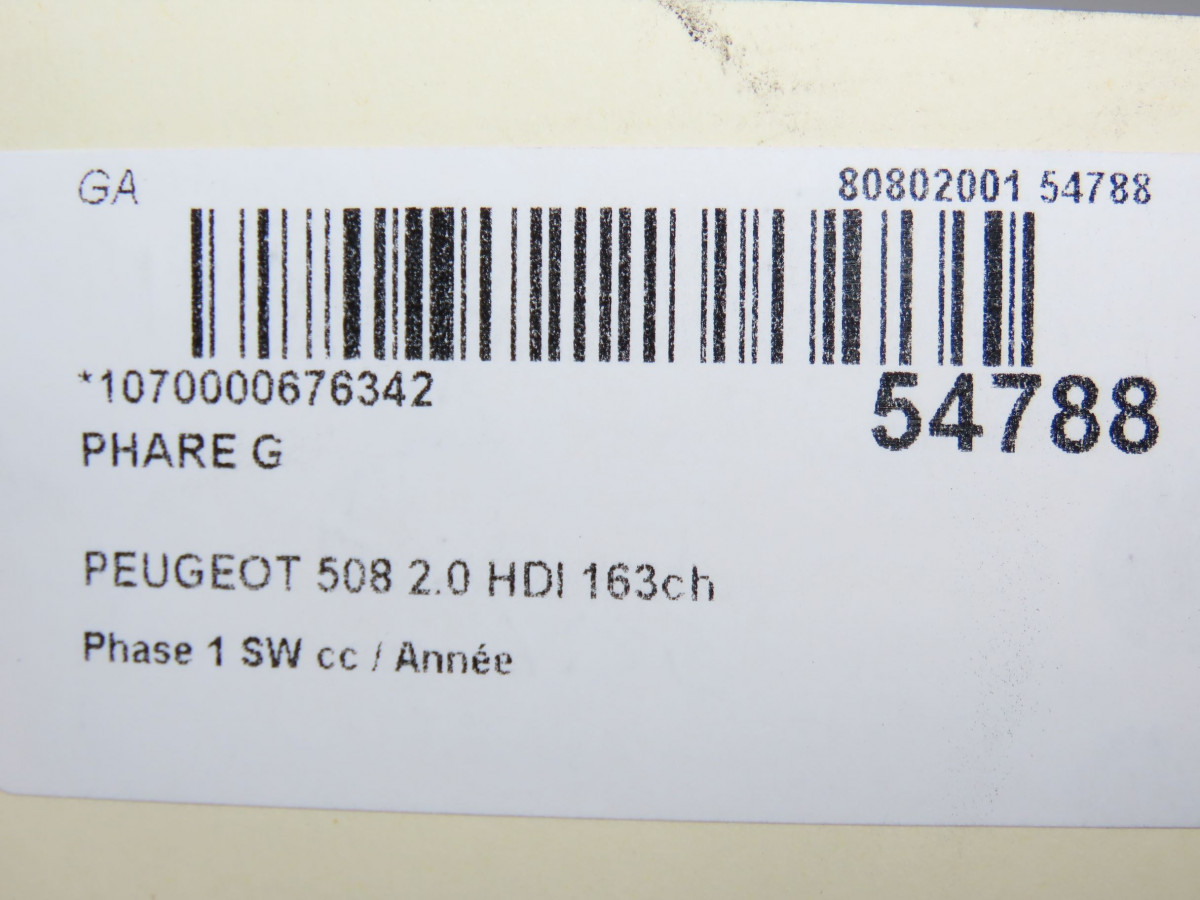 GA 80802001 54788
*1070000676342 54788
PHARE G
PEUGEOT 508 2.0 HDI 163ch
Phase 1 SW cc / Année